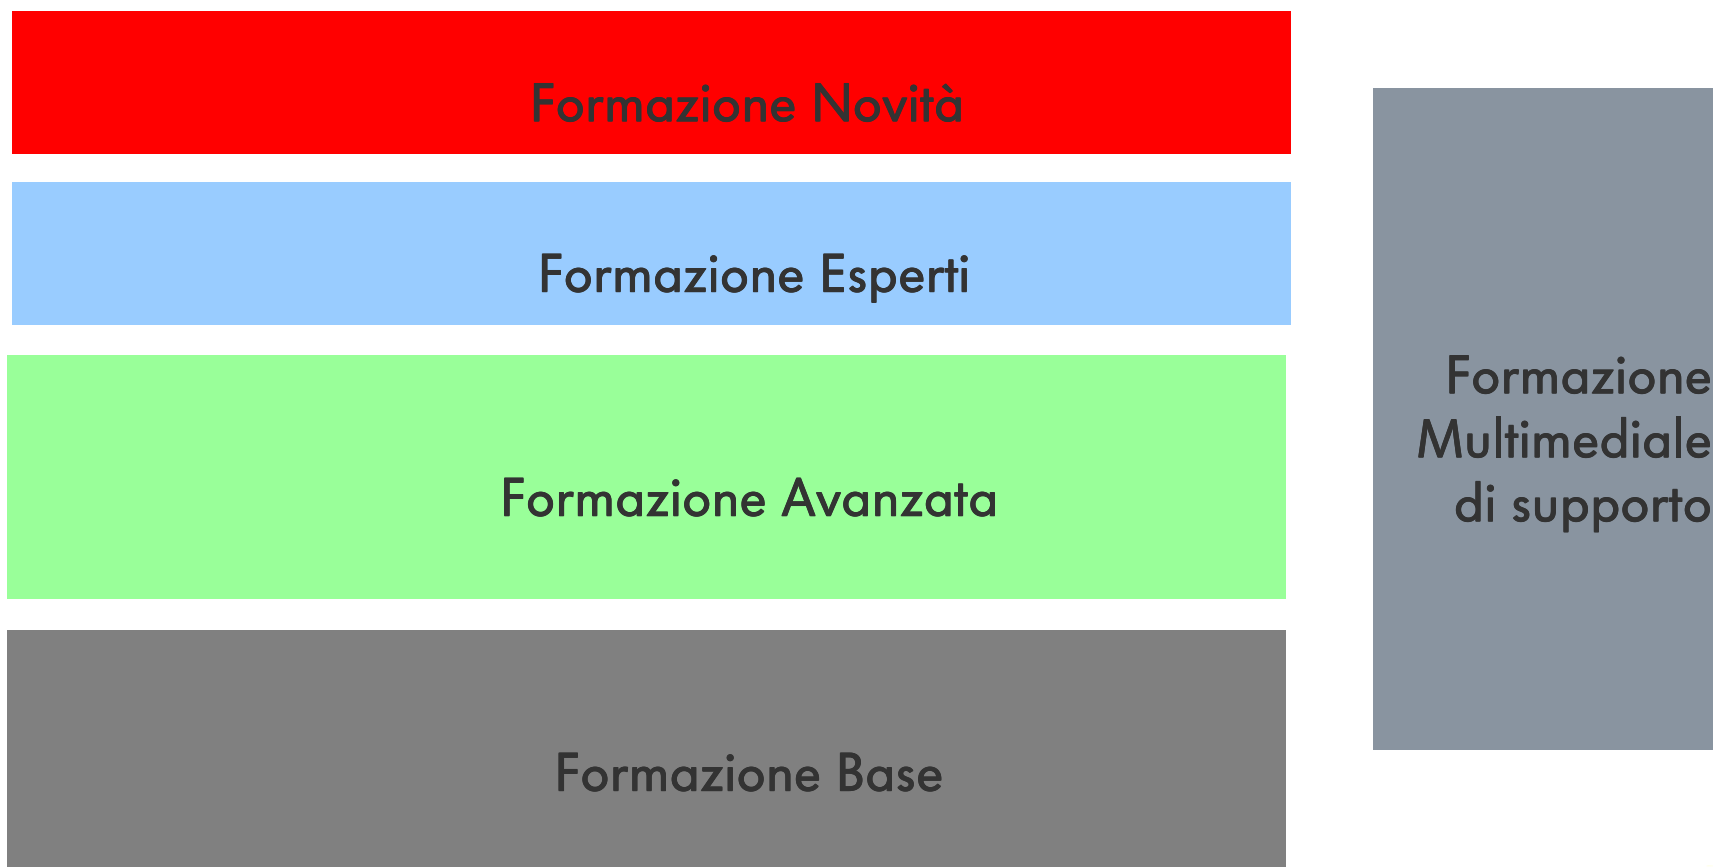 Formazione Novità
Formazione Esperti
Formazione Avanzata
Formazione Base
Formazione
Multimediale
di supporto